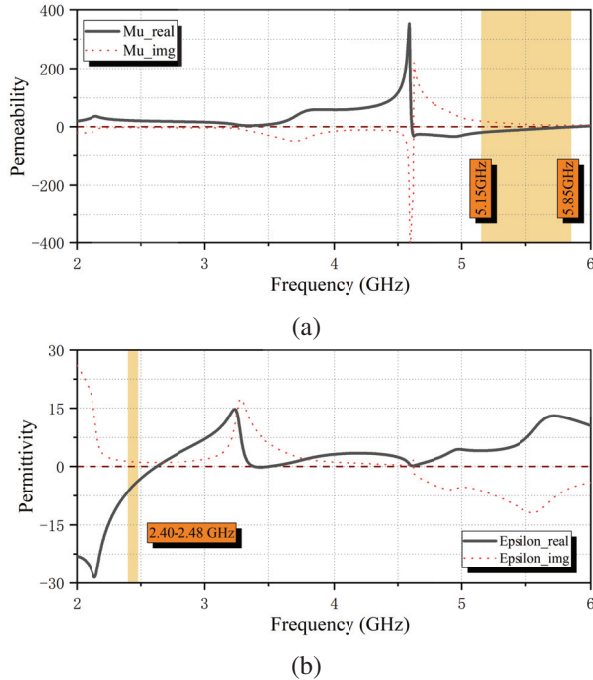 400
200
0
-200
-400
Permeability
Mu_real
Mu_img
5.15GHz
5.85GHz
2 3 4 5 6
Frequency (GHz)
(a)
30
15
0
-15
-30
Permittivity
2.40-2.48 GHz
Epsilon_real
Epsilon_img
2 3 4 5 6
Frequency (GHz)
(b)